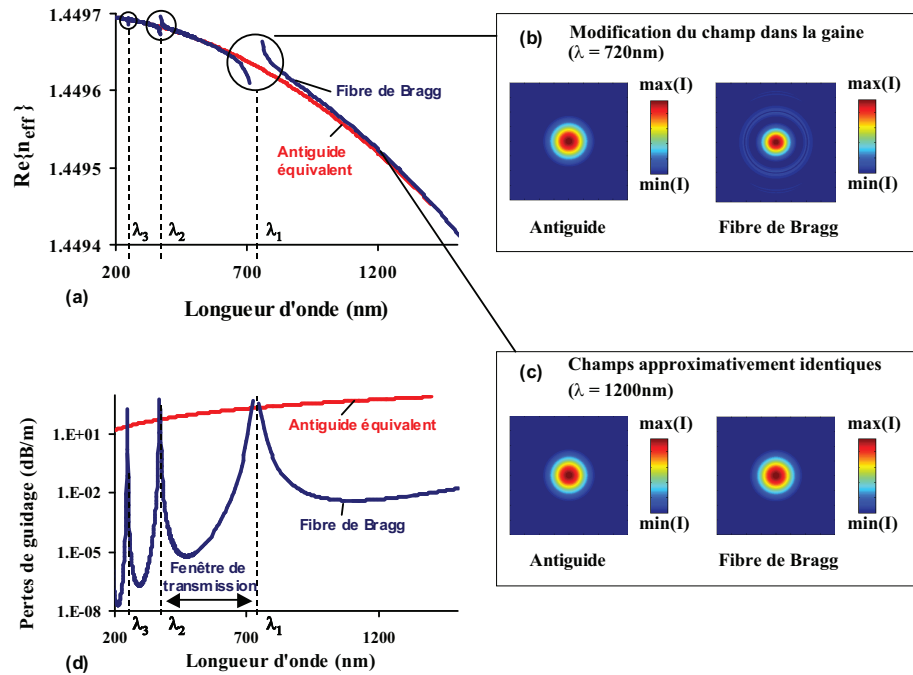 1.4497
1.4496
1.4495
1.4494
Re{n_eff}
Fibre de Bragg
Antiguide
équivalent
λ3 λ2 λ1
200 700 1200
(a)
Longueur d'onde (nm)
(b) Modification du champ dans la gaine
(λ = 720nm)
max(I) max(I)
min(I) min(I)
Antiguide Fibre de Bragg
(c) Champs approximativement identiques
(λ = 1200nm)
max(I) max(I)
min(I) min(I)
Antiguide Fibre de Bragg
Pertes de guidage (dB/m)
1.E+01
1.E-02
1.E-05
1.E-08
Antiguide équivalent
Fibre de Bragg
Fenêtre de
transmission
λ3 λ2 λ1
200 700 1200
(d)
Longueur d'onde (nm)